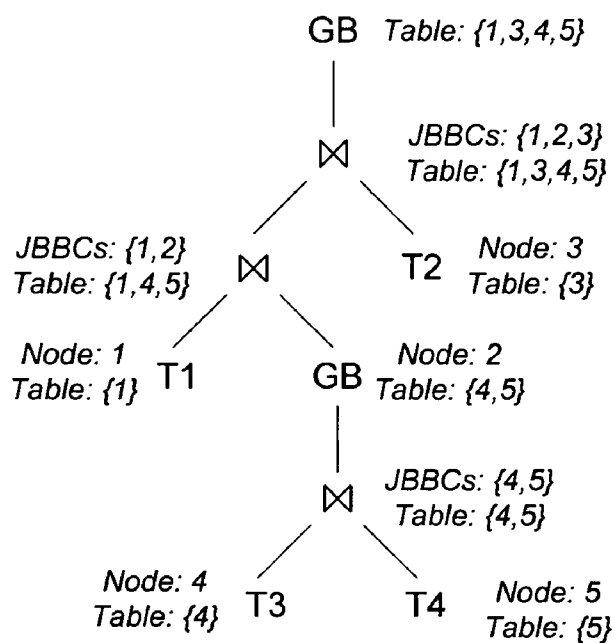 GB Table: {1,3,4,5}
⋈ JBBCs: {1,2,3}
Table: {1,3,4,5}
JBBCs: {1,2}
Table: {1,4,5}
⋈
T2
Node: 3
Table: {3}
Node: 1
Table: {1}
T1
GB
Node: 2
Table: {4,5}
⋈
JBBCs: {4,5}
Table: {4,5}
Node: 4
Table: {4}
T3
T4
Node: 5
Table: {5}